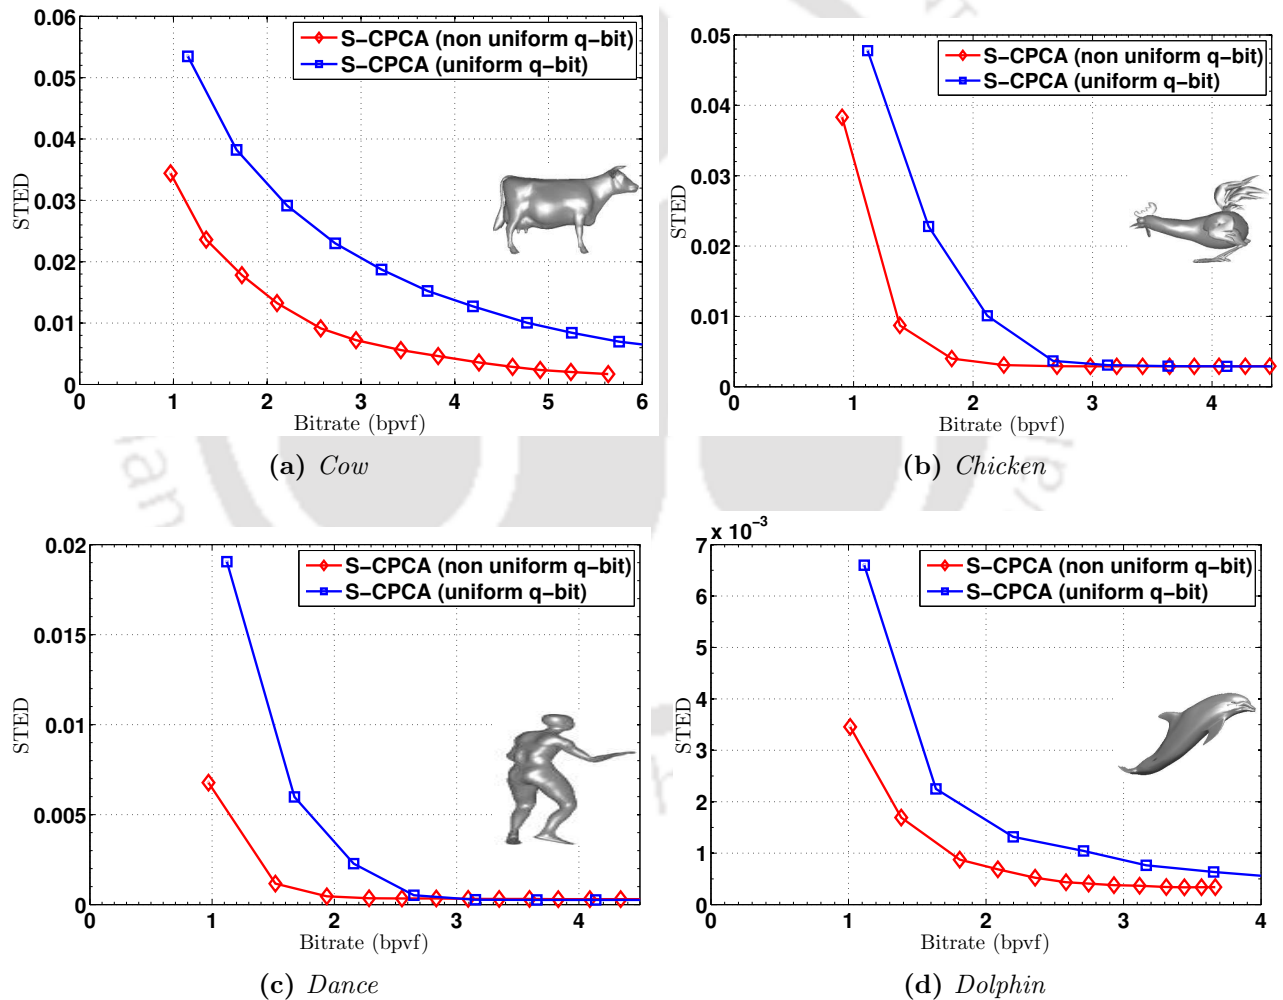 0.06
0.05
0.04
0.03
0.02
0.01
0
STED
S−CPCA (non uniform q−bit)
S−CPCA (uniform q−bit)
0 1 2 3 4 5 6
Bitrate (bpvf)
(a) Cow
0.05
0.04
0.03
0.02
0.01
0
STED
S−CPCA (non uniform q−bit)
S−CPCA (uniform q−bit)
0 1 2 3 4
Bitrate (bpvf)
(b) Chicken
0.02
0.015
0.01
0.005
0
STED
S−CPCA (non uniform q−bit)
S−CPCA (uniform q−bit)
0 1 2 3 4
Bitrate (bpvf)
(c) Dance
x 10−3
7
6
5
4
3
2
1
0
STED
S−CPCA (non uniform q−bit)
S−CPCA (uniform q−bit)
0 1 2 3 4
Bitrate (bpvf)
(d) Dolphin